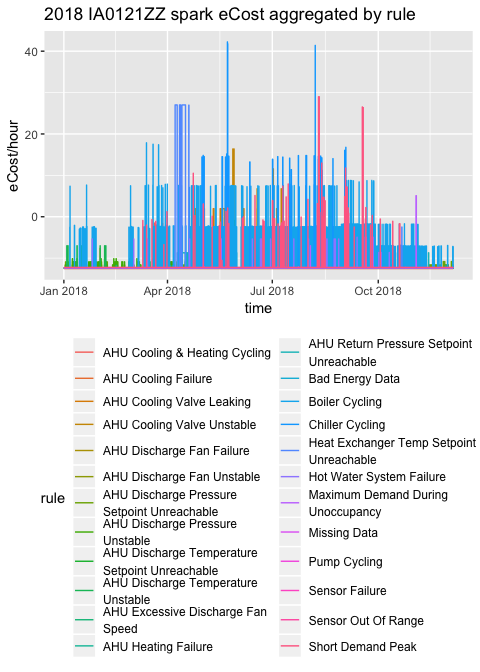 2018 IA0121ZZ spark eCost aggregated by rule
eCost/hour
40
20
0
Jan 2018
Apr 2018
Jul 2018
Oct 2018
time
rule
AHU Cooling & Heating Cycling
AHU Cooling Failure
AHU Cooling Valve Leaking
AHU Cooling Valve Unstable
AHU Discharge Fan Failure
AHU Discharge Fan Unstable
AHU Discharge Pressure
Setpoint Unreachable
AHU Discharge Pressure
Unstable
AHU Discharge Temperature
Setpoint Unreachable
AHU Discharge Temperature
Unstable
AHU Excessive Discharge Fan
Speed
AHU Heating Failure
AHU Return Pressure Setpoint
Unreachable
Bad Energy Data
Boiler Cycling
Chiller Cycling
Heat Exchanger Temp Setpoint
Unreachable
Hot Water System Failure
Maximum Demand During
Unoccupancy
Missing Data
Pump Cycling
Sensor Failure
Sensor Out Of Range
Short Demand Peak